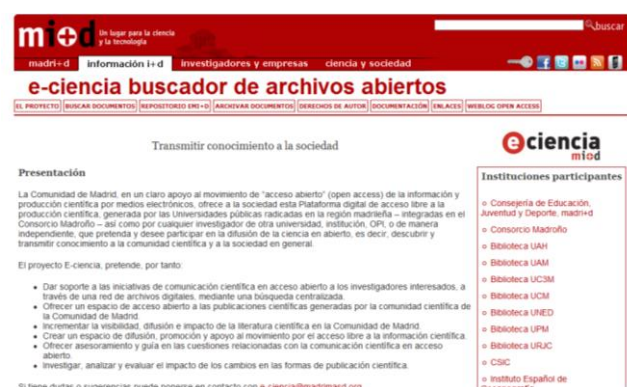 mi+d Un lugar para la ciencia
y la tecnología
buscar
madri+d información i+d investigadores y empresas ciencia y sociedad
e-ciencia buscador de archivos abiertos
EL PROYECTO BUSCAR DOCUMENTOS REPOSITORIO EMI+D ARCHIVAR DOCUMENTOS DERECHOS DE AUTOR DOCUMENTACIÓN ENLACES WEBLOG OPEN ACCESS
Transmitir conocimiento a la sociedad
Presentación
La Comunidad de Madrid, en un claro apoyo al movimiento de "acceso abierto" (open access) de la información y
producción científica por medios electrónicos, ofrece a la sociedad esta Plataforma digital de acceso libre a la
producción científica, generada por las Universidades públicas radicadas en la región madrileña – integradas en el
Consorcio Madroño – así como por cualquier investigador de otra universidad, institución, OPI, o de manera
independiente, que pretenda y desee participar en la difusión de la ciencia en abierto, es decir, descubrir y
transmitir conocimiento a la comunidad científica y a la sociedad en general.
El proyecto E-ciencia, pretende, por tanto:
Dar soporte a las iniciativas de comunicación científica en acceso abierto a los investigadores interesados, a
través de una red de archivos digitales, mediante una búsqueda centralizada.
Ofrecer un espacio de acceso abierto a las publicaciones científicas generadas por la comunidad científica de
la Comunidad de Madrid.
Incrementar la visibilidad, difusión e impacto de la literatura científica en la Comunidad de Madrid.
Crear un espacio de difusión, promoción y apoyo al movimiento por el acceso libre a la información científica.
Ofrecer asesoramiento y guía en las cuestiones relacionadas con la comunicación científica en acceso
abierto.
Investigar, analizar y evaluar el impacto de los cambios en las formas de publicación científica.
Si tiene dudas o sugerencias puede ponerse en contacto con e-ciencia@madrimasd.org
eciencia
mi+d
Instituciones participantes
Consejería de Educación,
Juventud y Deporte, madri+d
Consorcio Madroño
Biblioteca UAH
Biblioteca UAM
Biblioteca UC3M
Biblioteca UCM
Biblioteca UNED
Biblioteca UPM
Biblioteca URJC
CSIC
Instituto Español de